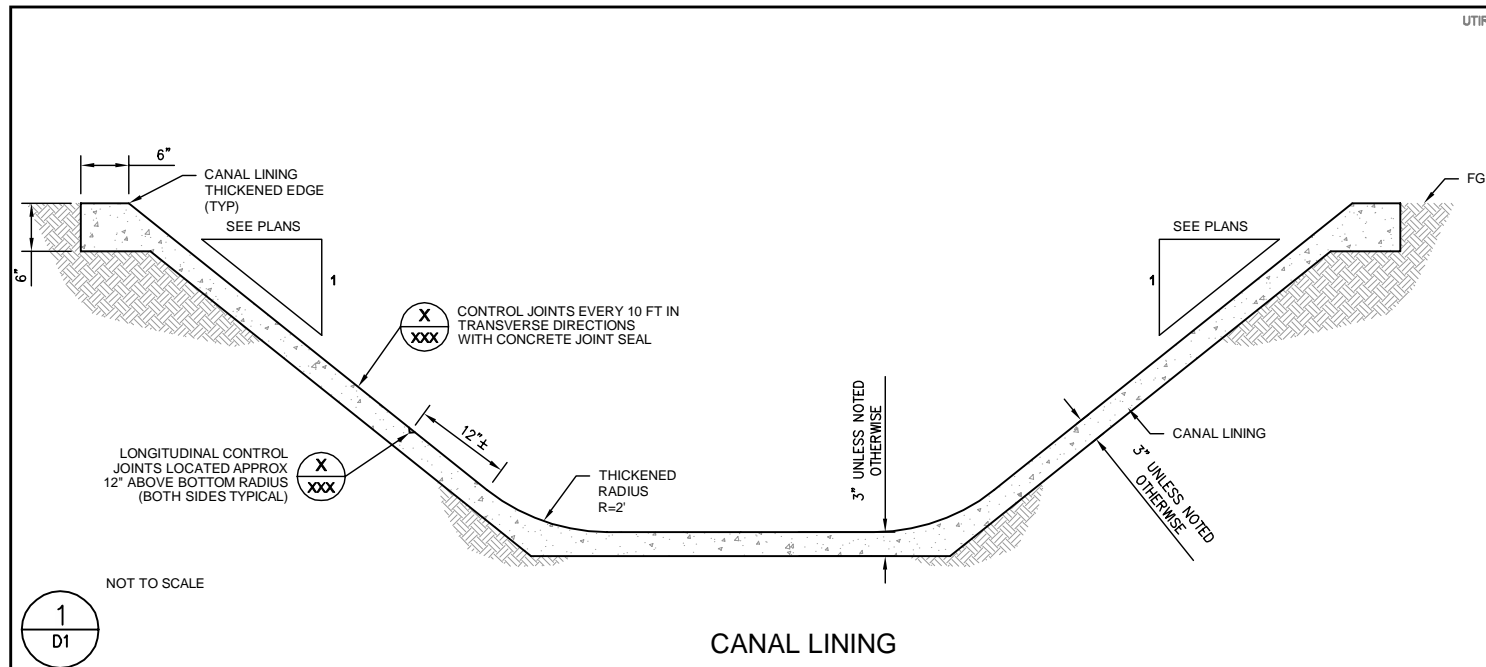 UTIF
6"
CANAL LINING
THICKENED EDGE
(TYP)
SEE PLANS
1
6"
FG
SEE PLANS
1
X
XXX
CONTROL JOINTS EVERY 10 FT IN
TRANSVERSE DIRECTIONS
WITH CONCRETE JOINT SEAL
12"±
LONGITUDINAL CONTROL
JOINTS LOCATED APPROX
12" ABOVE BOTTOM RADIUS
(BOTH SIDES TYPICAL)
X
XXX
THICKENED
RADIUS
R=2'
3" UNLESS NOTED
OTHERWISE
CANAL LINING
3" UNLESS NOTED
OTHERWISE
NOT TO SCALE
1
D1
CANAL LINING